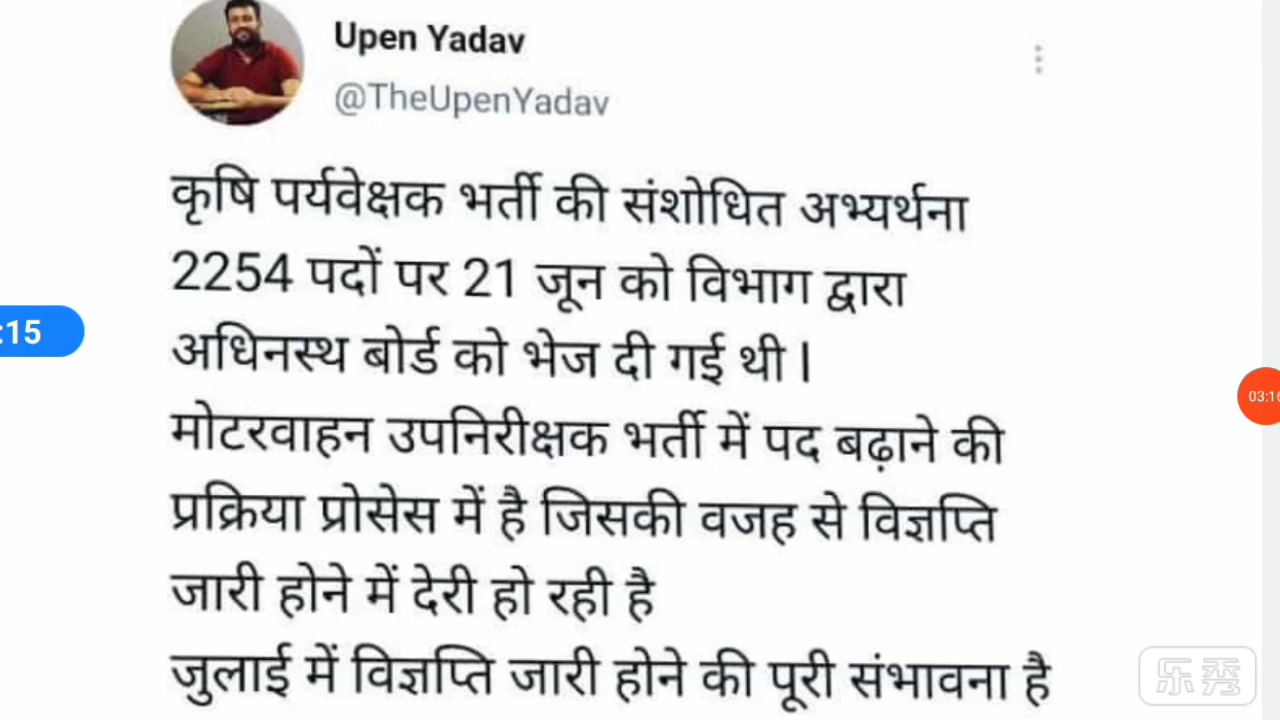 Upen Yadav
@TheUpenYadav
कृषि पर्यवेक्षक भर्ती की संशोधित अभ्यर्थना
2254 पदों पर 21 जून को विभाग द्वारा
अधिनस्थ बोर्ड को भेज दी गई थी।
:15
मोटरवाहन उपनिरीक्षक भर्ती में पद बढ़ाने की
03:16
प्रक्रिया प्रोसेस में है जिसकी वजह से विज्ञप्ति
जारी होने में देरी हो रही है
जुलाई में विज्ञप्ति जारी होने की पूरी संभावना है
乐秀